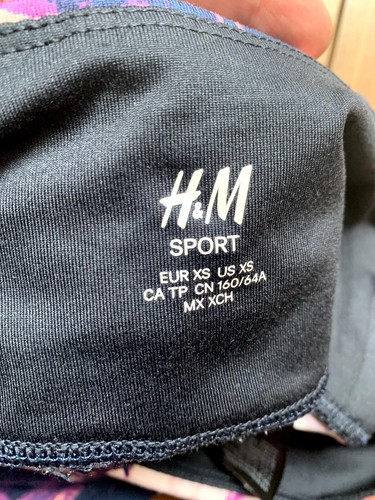 H&M
SPORT
EUR XS US XS
CA TP CN 160/64A
MX XCH